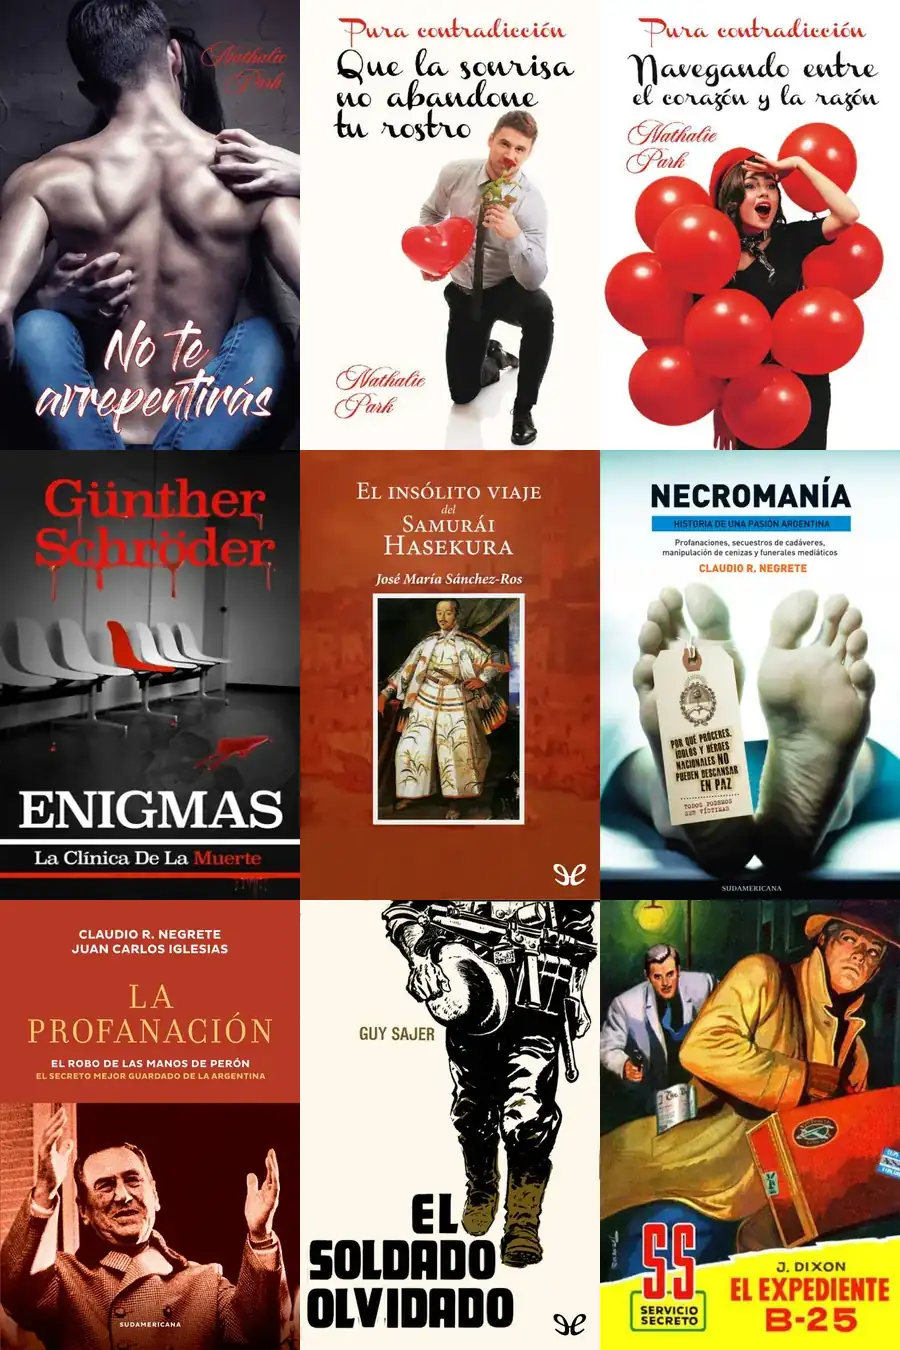 Nathalie
Park
No te
arrepentirás
Pura contradicción
Que la sonrisa
no abandone
tu rostro
Nathalie
Park
Pura contradicción
Navegando entre
el corazón y la razón
Nathalie
Park
Günther
Schröder
ENIGMAS
La Clínica De La Muerte
El insólito viaje
del
Samurái
Hasekura
José María Sánchez-Ros
NECROMANÍA
HISTORIA DE UNA PASIÓN ARGENTINA
Profanaciones, secuestros de cadáveres,
manipulación de cenizas y funerales mediáticos
CLAUDIO R. NEGRETE
POR QUÉ PRÓCERES,
ÍDOLOS Y HÉROES
NACIONALES NO
PUEDEN DESCANSAR
EN PAZ
TODOS PODEMOS
SER VÍCTIMAS
SUDAMERICANA
CLAUDIO R. NEGRETE
JUAN CARLOS IGLESIAS
LA
PROFANACIÓN
EL ROBO DE LAS MANOS DE PERÓN
EL SECRETO MEJOR GUARDADO DE LA ARGENTINA
SUDAMERICANA
GUY SAJER
EL
SOLDADO
OLVIDADO
SS
SERVICIO
SECRETO
J. DIXON
EL EXPEDIENTE
B-25